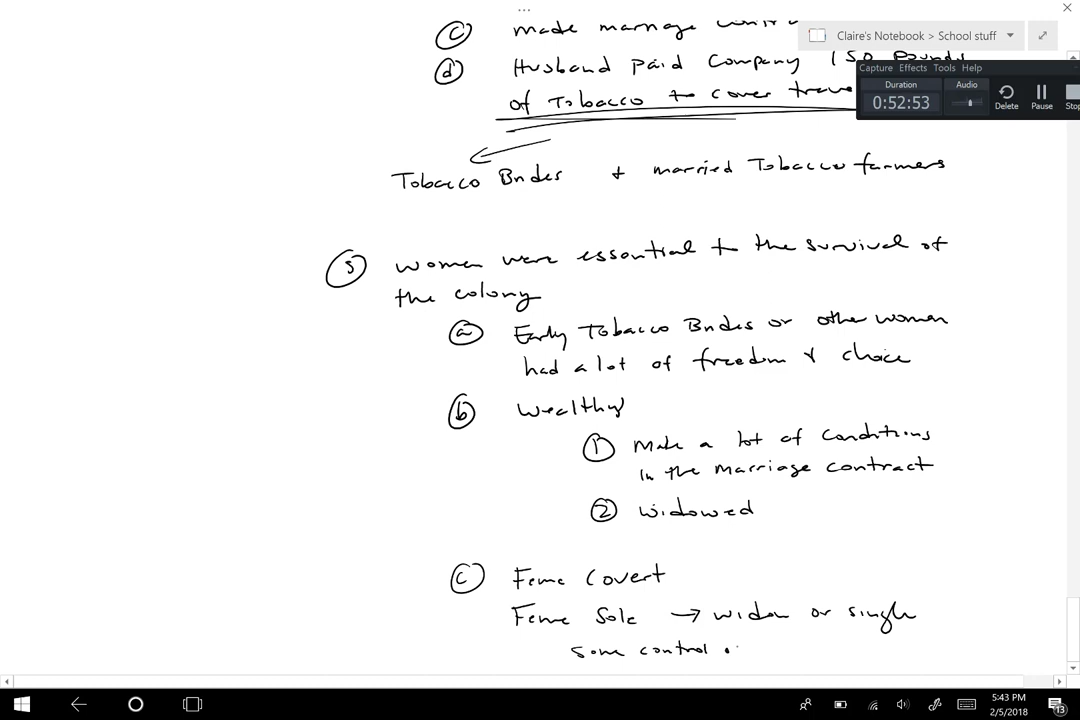 ...
Claire's Notebook > School stuff
Capture Effects Tools Help
Duration
0:52:53
Audio
Delete
Pause
Stop
c made marriage
d Husband paid Company 150 Pounds
of Tobacco to cover
Tobacco Brides + married Tobacco farmers
5 women were essential to the survival of
the colony
a Early Tobacco Brides or other women
had a lot of freedom & choice
b Wealthy
1 Make a lot of conditions
in the marriage contract
2 widowed
c Feme Covert
Feme Sole → widow or single
some control
5:43 PM
2/5/2018
13